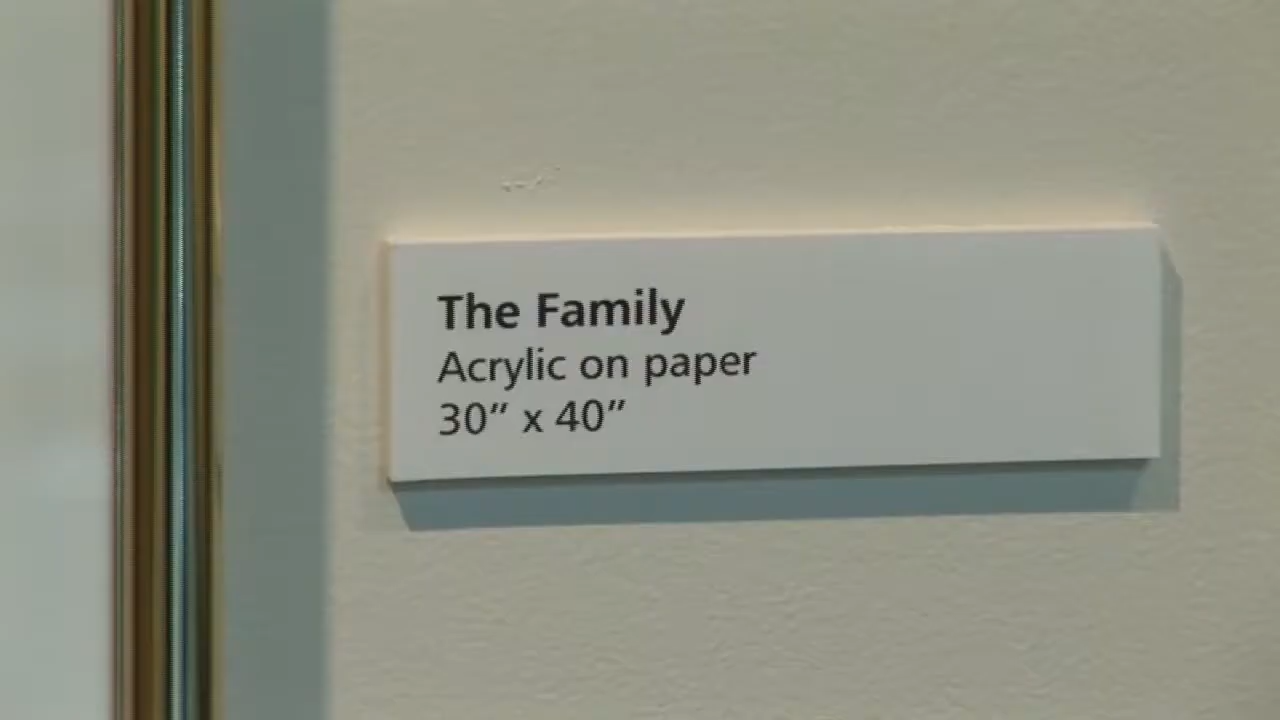 The Family
Acrylic on paper
30” x 40”